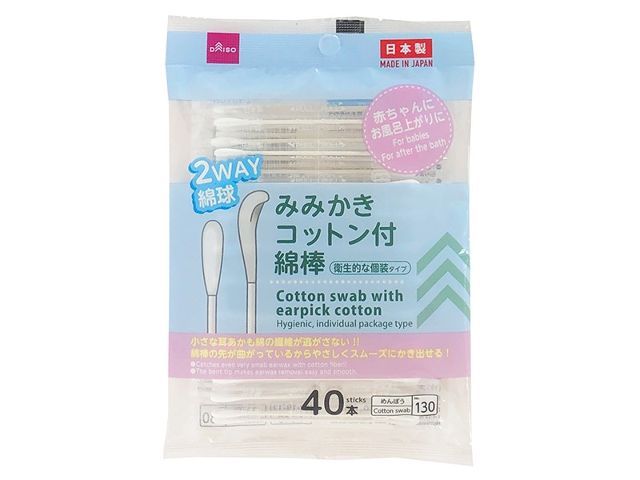 DAISO
日本製
MADE IN JAPAN
赤ちゃんに
お風呂上がりに
For babies
For after the bath
2WAY
綿球
みみかき
コットン付
綿棒 衛生的な個装タイプ
Cotton swab with
earpick cotton
Hygienic, individual package type
小さな耳あかも綿の繊維が逃がさない!!
綿棒の先が曲がっているからやさしくスムーズにかき出せる!
●Catches even very small earwax with cotton fiber!!
●The bent tip makes earwax removal easy and smooth.
40 sticks 本
めんぼう
Cotton swab
No. 130